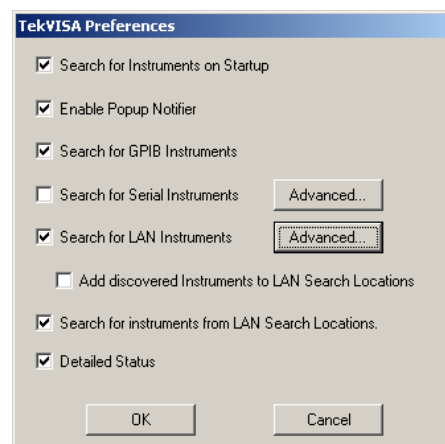 TekVISA Preferences
Search for Instruments on Startup
Enable Popup Notifier
Search for GPIB Instruments
Search for Serial Instruments Advanced...
Search for LAN Instruments Advanced...
Add discovered Instruments to LAN Search Locations
Search for instruments from LAN Search Locations.
Detailed Status
OK Cancel